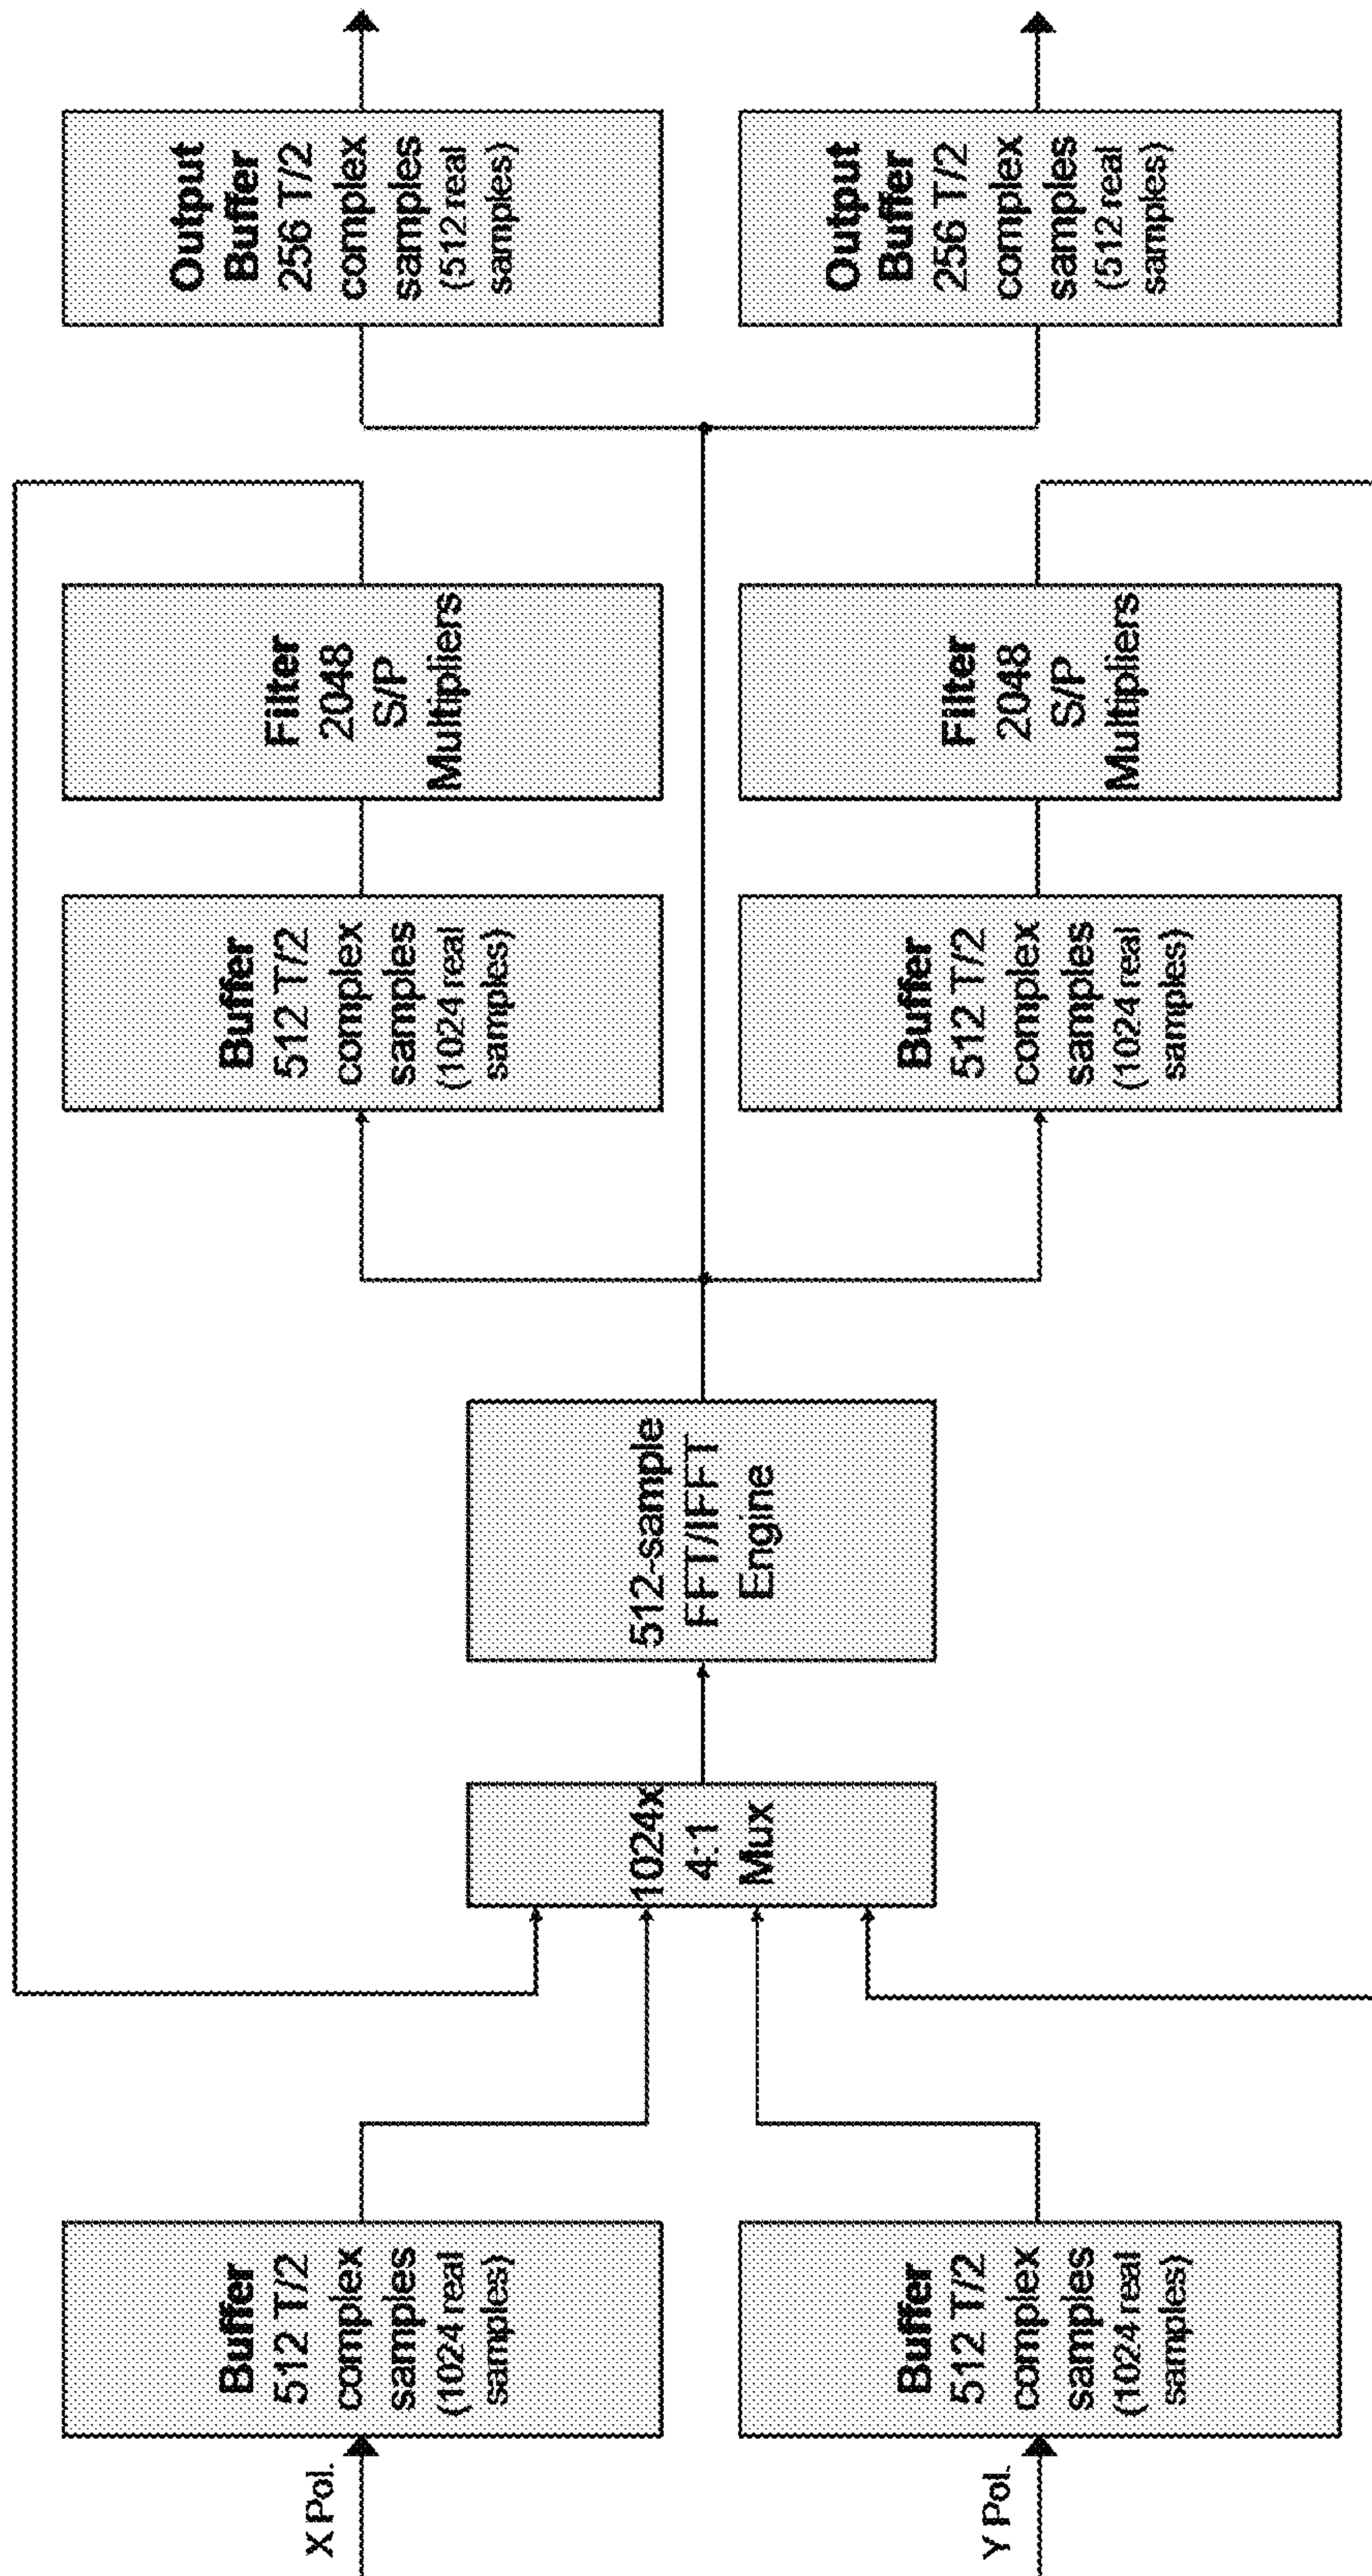 X Pol.
Buffer
512 T/2
complex
samples
(1024 real
samples)
Y Pol.
Buffer
512 T/2
complex
samples
(1024 real
samples)
1024x
4:1
Mux
512-sample
FFT/IFFT
Engine
Buffer
512 T/2
complex
samples
(1024 real
samples)
Buffer
512 T/2
complex
samples
(1024 real
samples)
Filter
2048
S/P
Multipliers
Filter
2048
S/P
Multipliers
Output
Buffer
256 T/2
complex
samples
(512 real
samples)
Output
Buffer
256 T/2
complex
samples
(512 real
samples)